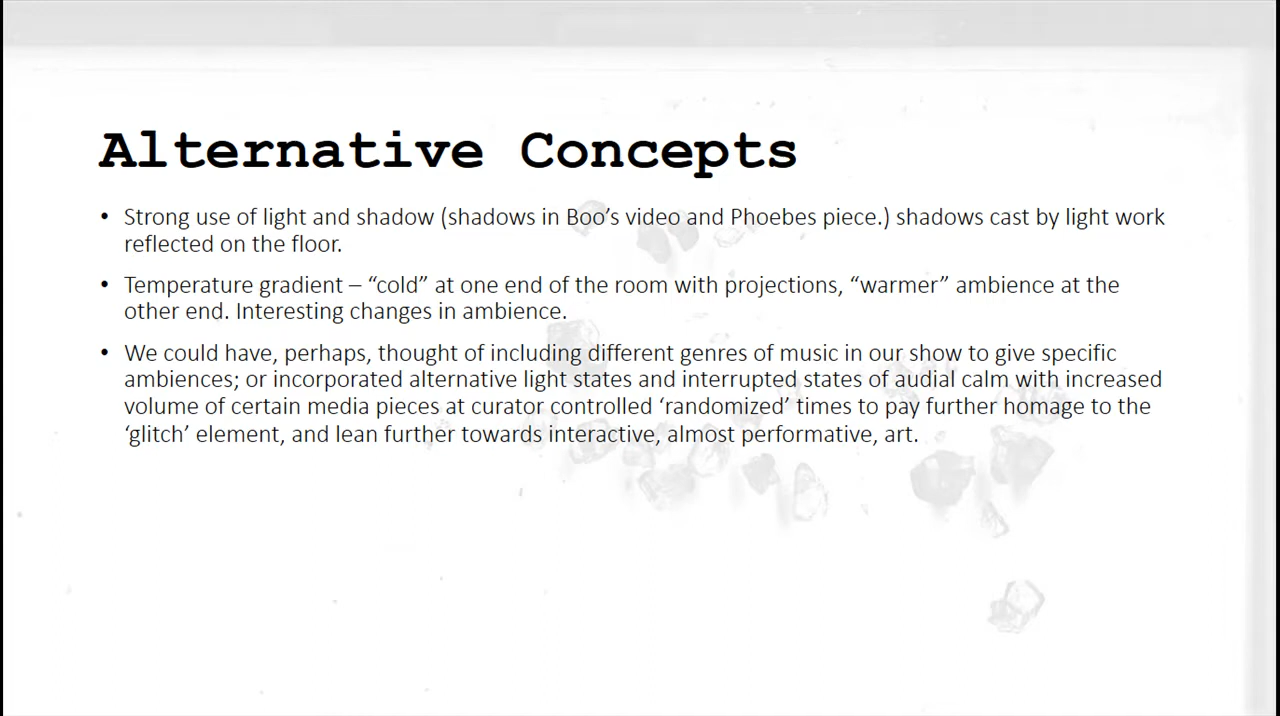 Alternative Concepts
• Strong use of light and shadow (shadows in Boo’s video and Phoebes piece.) shadows cast by light work
reflected on the floor.
• Temperature gradient – “cold” at one end of the room with projections, “warmer” ambience at the
other end. Interesting changes in ambience.
• We could have, perhaps, thought of including different genres of music in our show to give specific
ambiences; or incorporated alternative light states and interrupted states of audial calm with increased
volume of certain media pieces at curator controlled ‘randomized’ times to pay further homage to the
‘glitch’ element, and lean further towards interactive, almost performative, art.